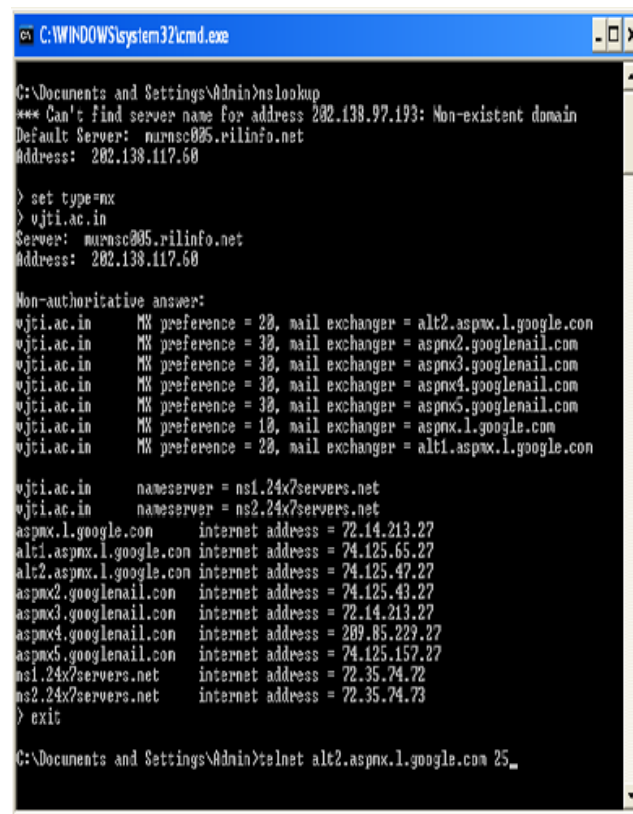 C:\WINDOWS\system32\cmd.exe
C:\Documents and Settings\Admin>nslookup
*** Can't find server name for address 202.138.97.193: Non-existent domain
Default Server: murnsc005.rilinfo.net
Address: 202.138.117.60
> set type=mx
> vjti.ac.in
Server: murnsc005.rilinfo.net
Address: 202.138.117.60
Non-authoritative answer:
vjti.ac.in MX preference = 20, mail exchanger = alt2.aspmx.l.google.com
vjti.ac.in MX preference = 30, mail exchanger = aspmx2.googlemail.com
vjti.ac.in MX preference = 30, mail exchanger = aspmx3.googlemail.com
vjti.ac.in MX preference = 30, mail exchanger = aspmx4.googlemail.com
vjti.ac.in MX preference = 30, mail exchanger = aspmx5.googlemail.com
vjti.ac.in MX preference = 10, mail exchanger = aspmx.l.google.com
vjti.ac.in MX preference = 20, mail exchanger = alt1.aspmx.l.google.com
vjti.ac.in nameserver = ns1.24x7servers.net
vjti.ac.in nameserver = ns2.24x7servers.net
aspmx.l.google.com internet address = 72.14.213.27
alt1.aspmx.l.google.com internet address = 74.125.65.27
alt2.aspmx.l.google.com internet address = 74.125.47.27
aspmx2.googlemail.com internet address = 74.125.43.27
aspmx3.googlemail.com internet address = 72.14.213.27
aspmx4.googlemail.com internet address = 209.85.229.27
aspmx5.googlemail.com internet address = 74.125.157.27
ns1.24x7servers.net internet address = 72.35.74.72
ns2.24x7servers.net internet address = 72.35.74.73
> exit
C:\Documents and Settings\Admin>telnet alt2.aspmx.l.google.com 25_